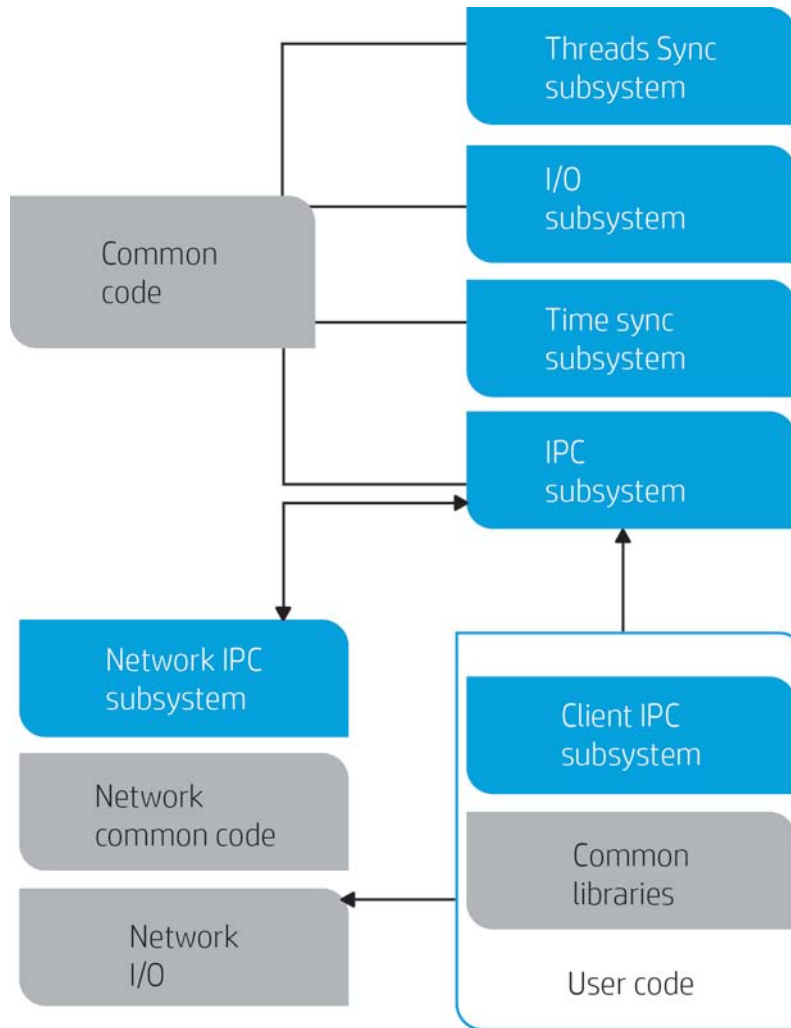 Threads Sync
subsystem
I/O
subsystem
Common
code
Time sync
subsystem
IPC
subsystem
Network IPC
subsystem
Client IPC
subsystem
Network
common code
Common
libraries
Network
I/O
User code